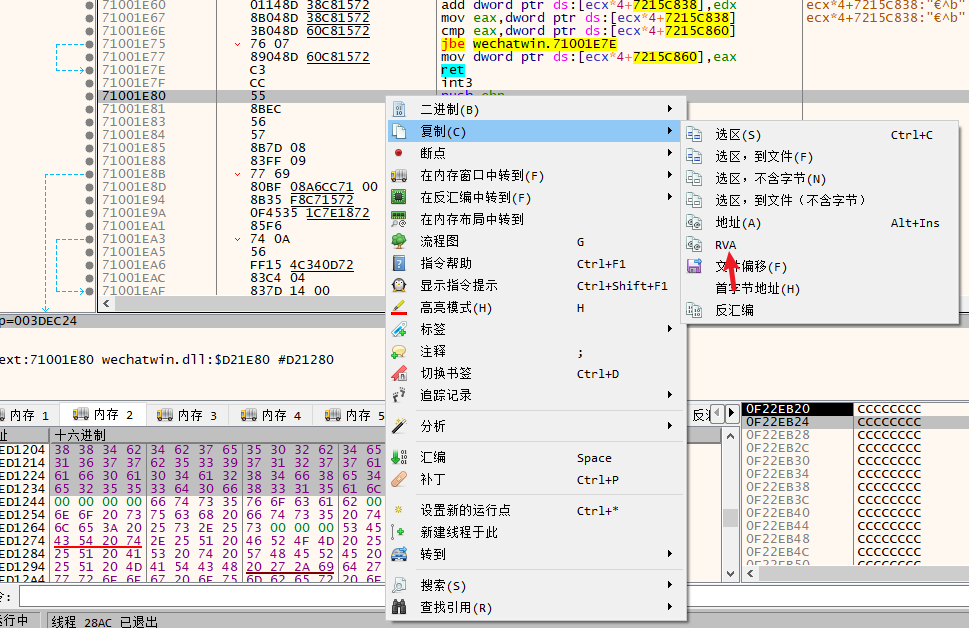 71001E60 01148D 38C81572 add dword ptr ds:[ecx*4+7215C838],edx ecx*4+7215C838:"€^b"
71001E67 8B048D 38C81572 mov eax,dword ptr ds:[ecx*4+7215C838] ecx*4+7215C838:"€^b"
71001E6E 3B048D 60C81572 cmp eax,dword ptr ds:[ecx*4+7215C860]
71001E75 76 07 jbe wechatwin.71001E7E
71001E77 89048D 60C81572 mov dword ptr ds:[ecx*4+7215C860],eax
71001E7E C3 ret
71001E7F CC int3
71001E80 55
71001E81 8BEC
71001E83 56
71001E84 57
71001E85 8B7D 08
71001E88 83FF 09
71001E8B 77 69
71001E8D 80BF 08A6CC71 00
71001E94 8B35 F8C71572
71001E9A 0F4535 1C7E1872
71001EA1 85F6
71001EA3 74 0A
71001EA5 56
71001EA6 FF15 4C340D72
71001EAC 83C4 04
71001EAF 837D 14 00
二进制(B)
复制(C)
断点
在内存窗口中转到(F)
在反汇编中转到(F)
在内存布局中转到
流程图 G
指令帮助 Ctrl+F1
显示指令提示 Ctrl+Shift+F1
高亮模式(H) H
标签
注释 ;
切换书签 Ctrl+D
追踪记录
分析
汇编 Space
补丁 Ctrl+P
设置新的运行点 Ctrl+*
新建线程于此
转到
搜索(S)
查找引用(R)
选区(S) Ctrl+C
选区，到文件(F)
选区，不含字节(N)
选区，到文件（不含字节）
地址(A) Alt+Ins
RVA
文件偏移(F)
首字节地址(H)
反汇编
p=003DEC24
ext:71001E80 wechatwin.dll:$D21E80 #D21280
内存 1 内存 2 内存 3 内存 4 内存 5
址 十六进制
ED1204 38 38 34 62 34 62 37 65 35 30 32 62 34 65
ED1214 31 36 37 37 62 35 33 39 37 31 32 37 37 61
ED1224 61 66 30 61 30 34 61 32 38 34 66 38 65 34
ED1234 65 32 35 35 33 64 30 66 38 33 31 35 61 6C
ED1244 00 00 00 00 66 74 73 35 76 6F 63 61 62 00
ED1254 6E 6F 20 73 75 63 68 20 66 74 73 35 20 74
ED1264 6C 65 3A 20 25 73 2E 25 73 00 00 00 53 45
ED1274 43 54 20 74 2E 25 51 20 46 52 4F 4D 20 25
ED1284 25 51 20 41 53 20 74 20 57 48 45 52 45 20
ED1294 25 51 20 4D 41 54 43 48 20 27 2A 69 64 27
ED12A4 77 72 6F 6E 67 20 6E 75 6D 62 65 72 20 6F
0F22EB20 CCCCCCCC
0F22EB24 CCCCCCCC
0F22EB28 CCCCCCCC
0F22EB2C CCCCCCCC
0F22EB30 CCCCCCCC
0F22EB34 CCCCCCCC
0F22EB38 CCCCCCCC
0F22EB3C CCCCCCCC
0F22EB40 CCCCCCCC
0F22EB44 CCCCCCCC
0F22EB48 CCCCCCCC
0F22EB4C CCCCCCCC
0F22EB50 CCCCCCCC
令:
运行中 线程 28AC 已退出